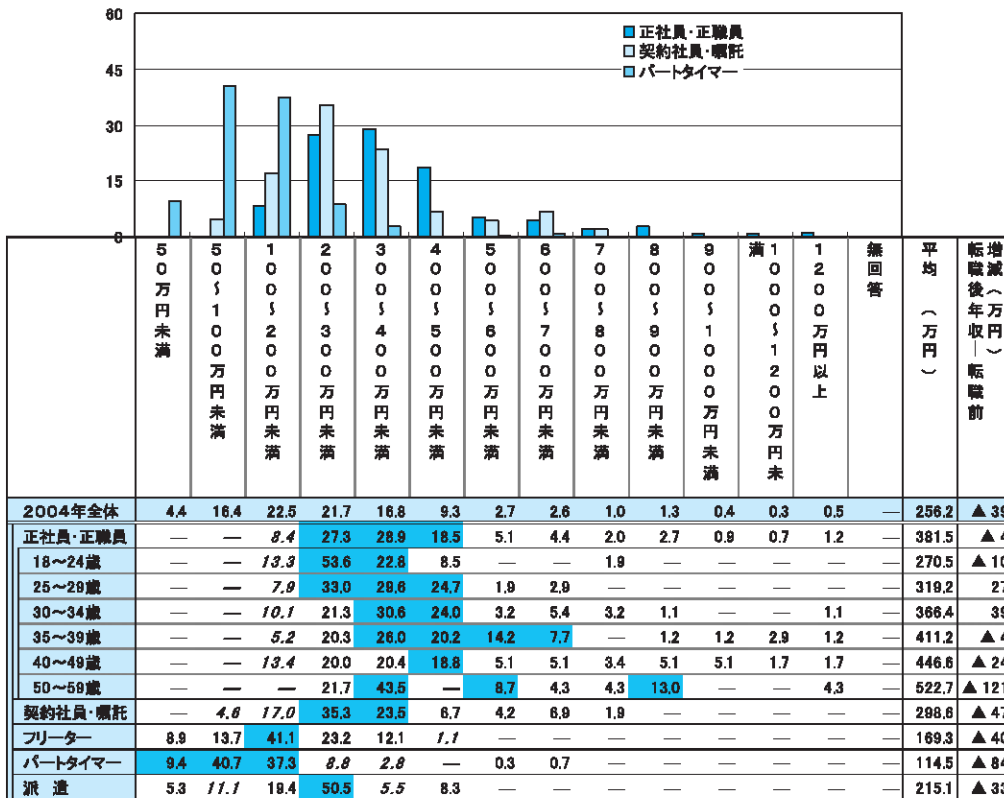 60
45
30
15
0
正社員・正職員
契約社員・嘱託
パートタイマー
50万円未満
50～100万円未満
100～200万円未満
200～300万円未満
300～400万円未満
400～500万円未満
500～600万円未満
600～700万円未満
700～800万円未満
800～900万円未満
900～1000万円未満
1000～1200万円未満
1200万円以上
無回答
平均（万円）
増減（万円）
転職後年収―転職前
2004年全体 4.4 16.4 22.5 21.7 16.8 9.3 2.7 2.6 1.0 1.3 0.4 0.3 0.5 ― 256.2 ▲39
正社員・正職員 ― ― 8.4 27.3 28.9 18.5 5.1 4.4 2.0 2.7 0.9 0.7 1.2 ― 381.5 ▲4
18～24歳 ― ― 13.3 53.6 22.8 8.5 ― ― 1.9 ― ― ― ― ― 270.5 ▲10
25～29歳 ― ― 7.9 33.0 29.6 24.7 1.9 2.9 ― ― ― ― ― ― 319.2 27
30～34歳 ― ― 10.1 21.3 30.6 24.0 3.2 5.4 3.2 1.1 ― ― 1.1 ― 366.4 39
35～39歳 ― ― 5.2 20.3 26.0 20.2 14.2 7.7 ― 1.2 1.2 2.9 1.2 ― 411.2 ▲4
40～49歳 ― ― 13.4 20.0 20.4 18.8 5.1 5.1 3.4 5.1 5.1 1.7 1.7 ― 446.6 ▲24
50～59歳 ― ― ― 21.7 43.5 ― 8.7 4.3 4.3 13.0 ― ― 4.3 ― 522.7 ▲121
契約社員・嘱託 ― 4.6 17.0 35.3 23.5 6.7 4.2 6.9 1.9 ― ― ― ― ― 298.6 ▲47
フリーター 8.9 13.7 41.1 23.2 12.1 1.1 ― ― ― ― ― ― ― ― 169.3 ▲40
パートタイマー 9.4 40.7 37.3 8.8 2.8 ― 0.3 0.7 ― ― ― ― ― ― 114.5 ▲84
派 遣 5.3 11.1 19.4 50.5 5.5 8.3 ― ― ― ― ― ― ― ― 215.1 ▲33